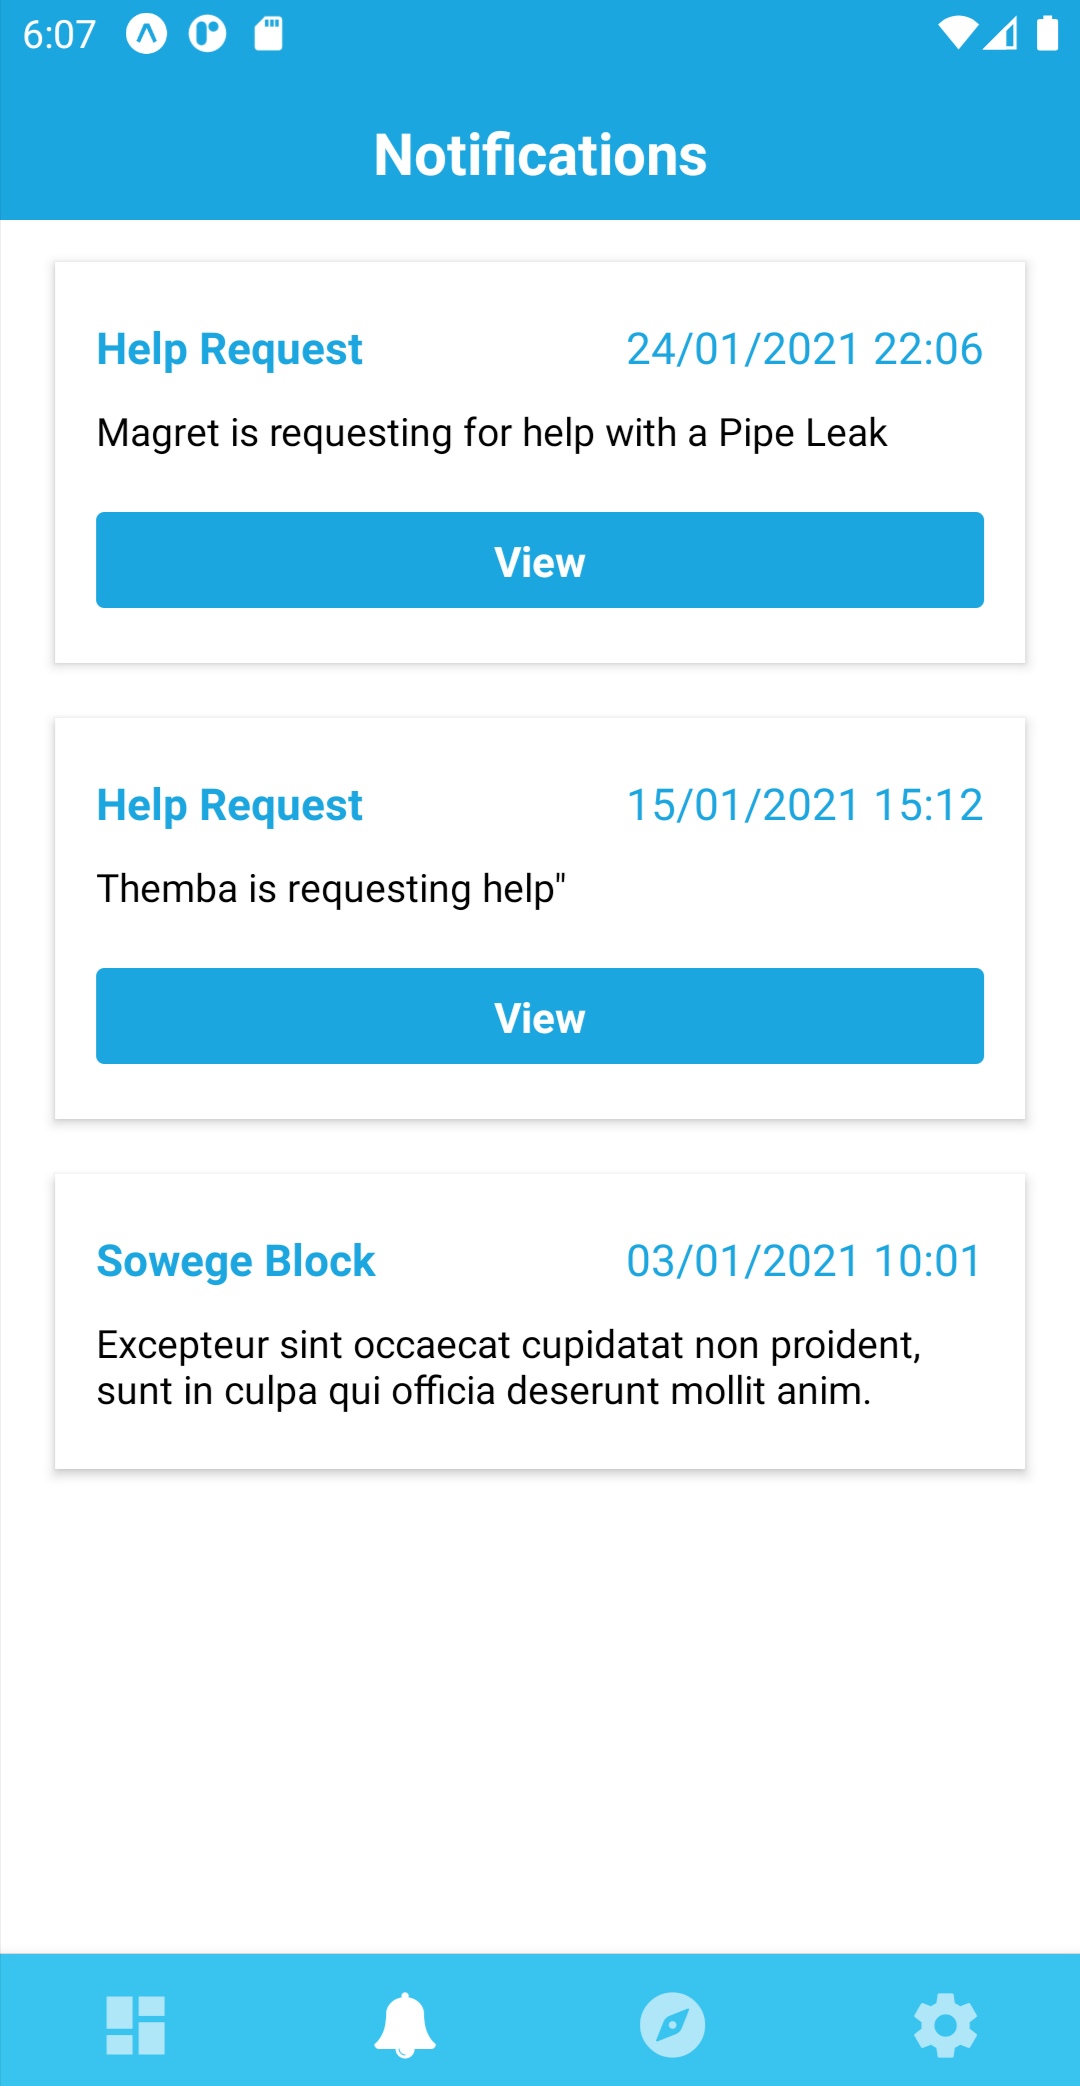 6:07
Notifications
Help Request 24/01/2021 22:06
Magret is requesting for help with a Pipe Leak
View
Help Request 15/01/2021 15:12
Themba is requesting help"
View
Sowege Block 03/01/2021 10:01
Excepteur sint occaecat cupidatat non proident,
sunt in culpa qui officia deserunt mollit anim.